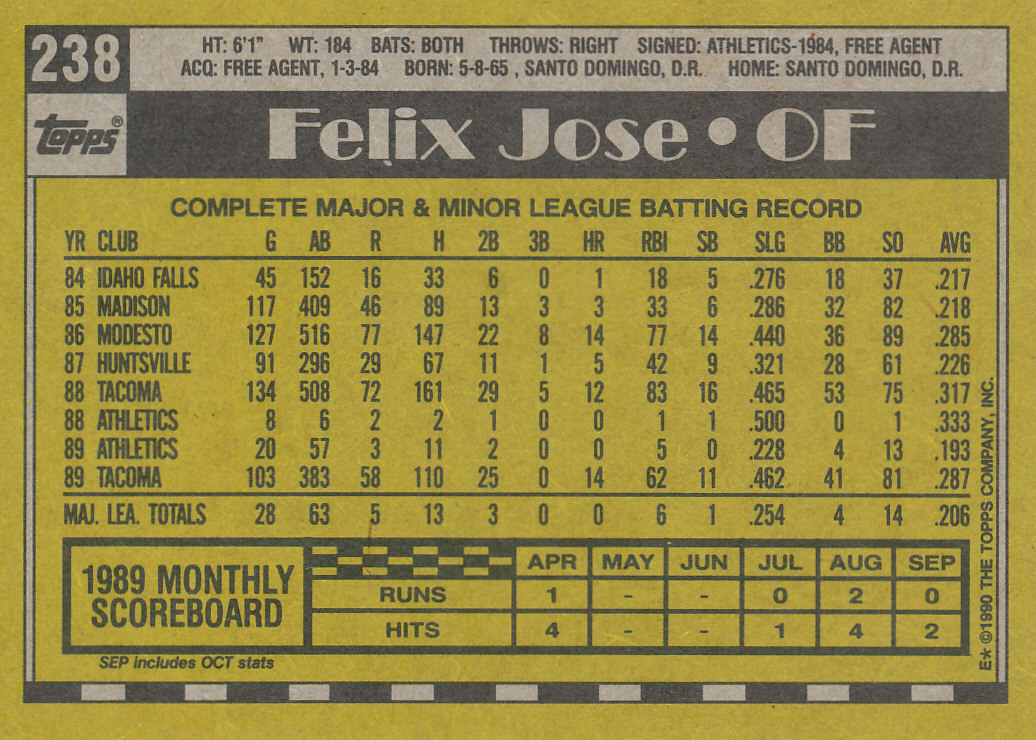 238
HT: 6'1" WT: 184 BATS: BOTH THROWS: RIGHT SIGNED: ATHLETICS-1984, FREE AGENT
ACQ: FREE AGENT, 1-3-84 BORN: 5-8-65 , SANTO DOMINGO, D.R. HOME: SANTO DOMINGO, D.R.
topps®
Felix Jose • OF
COMPLETE MAJOR & MINOR LEAGUE BATTING RECORD
YR CLUB G AB R H 2B 3B HR RBI SB SLG BB SO AVG
84 IDAHO FALLS 45 152 16 33 6 0 1 18 5 .276 18 37 .217
85 MADISON 117 409 46 89 13 3 3 33 6 .286 32 82 .218
86 MODESTO 127 516 77 147 22 8 14 77 14 .440 36 89 .285
87 HUNTSVILLE 91 296 29 67 11 1 5 42 9 .321 28 61 .226
88 TACOMA 134 508 72 161 29 5 12 83 16 .465 53 75 .317
88 ATHLETICS 8 6 2 2 1 0 0 1 1 .500 0 1 .333
89 ATHLETICS 20 57 3 11 2 0 0 5 0 .228 4 13 .193
89 TACOMA 103 383 58 110 25 0 14 62 11 .462 41 81 .287
MAJ. LEA. TOTALS 28 63 5 13 3 0 0 6 1 .254 4 14 .206
1989 MONTHLY
SCOREBOARD
APR MAY JUN JUL AUG SEP
RUNS 1 - - 0 2 0
HITS 4 - - 1 4 2
SEP includes OCT stats
E* ©1990 THE TOPPS COMPANY, INC.